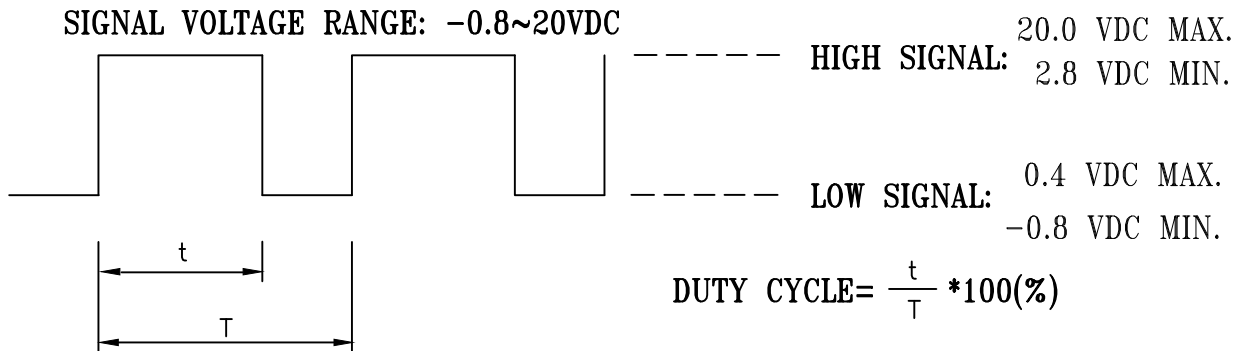 SIGNAL VOLTAGE RANGE: -0.8~20VDC
HIGH SIGNAL: 20.0 VDC MAX.
2.8 VDC MIN.
LOW SIGNAL: 0.4 VDC MAX.
-0.8 VDC MIN.
t
T
DUTY CYCLE= t/T *100(%)